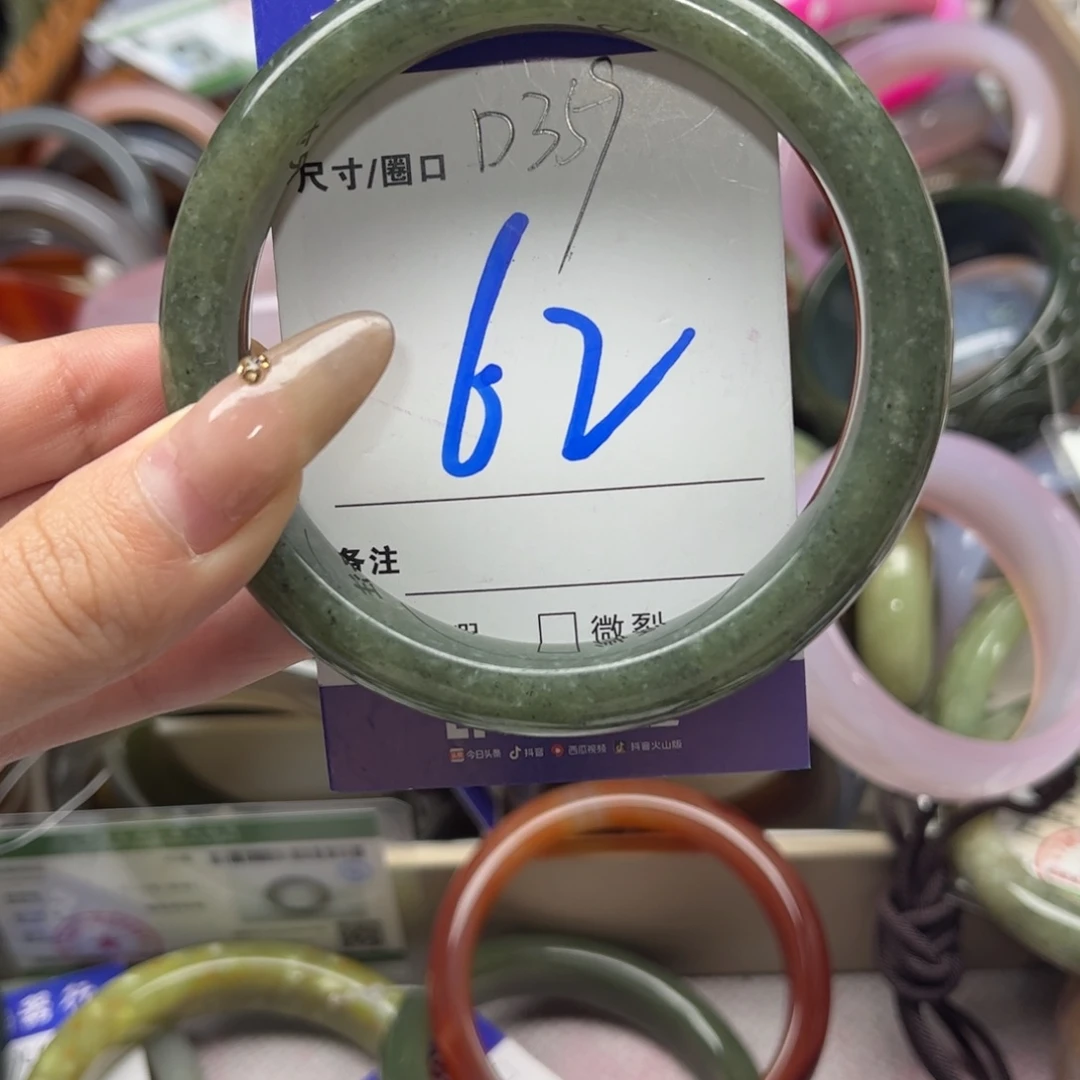 D359
尺寸/圈口
62
备注
微裂
今日头条 抖音 西瓜视频 抖音火山版